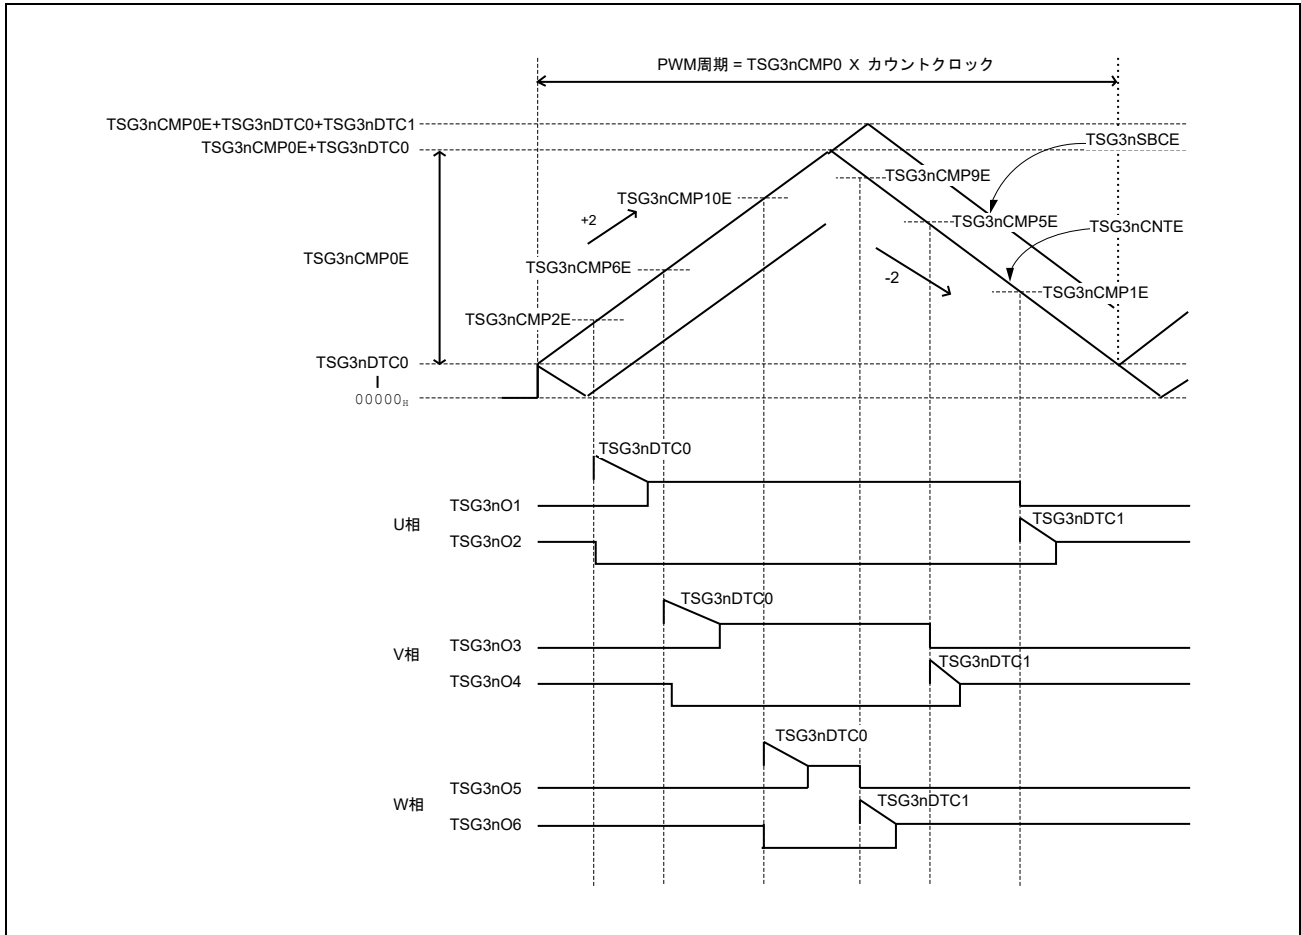 PWM周期 = TSG3nCMP0 X カウントクロック
TSG3nCMP0E+TSG3nDTC0+TSG3nDTC1
TSG3nCMP0E+TSG3nDTC0
TSG3nSBCE
TSG3nCMP9E
TSG3nCMP10E
+2
TSG3nCMP5E
TSG3nCNTE
TSG3nCMP0E
TSG3nCMP6E
-2
TSG3nCMP1E
TSG3nCMP2E
TSG3nDTC0
00000H
TSG3nDTC0
TSG3nO1
U相
TSG3nDTC1
TSG3nO2
TSG3nDTC0
TSG3nO3
V相
TSG3nDTC1
TSG3nO4
TSG3nDTC0
TSG3nO5
W相
TSG3nDTC1
TSG3nO6